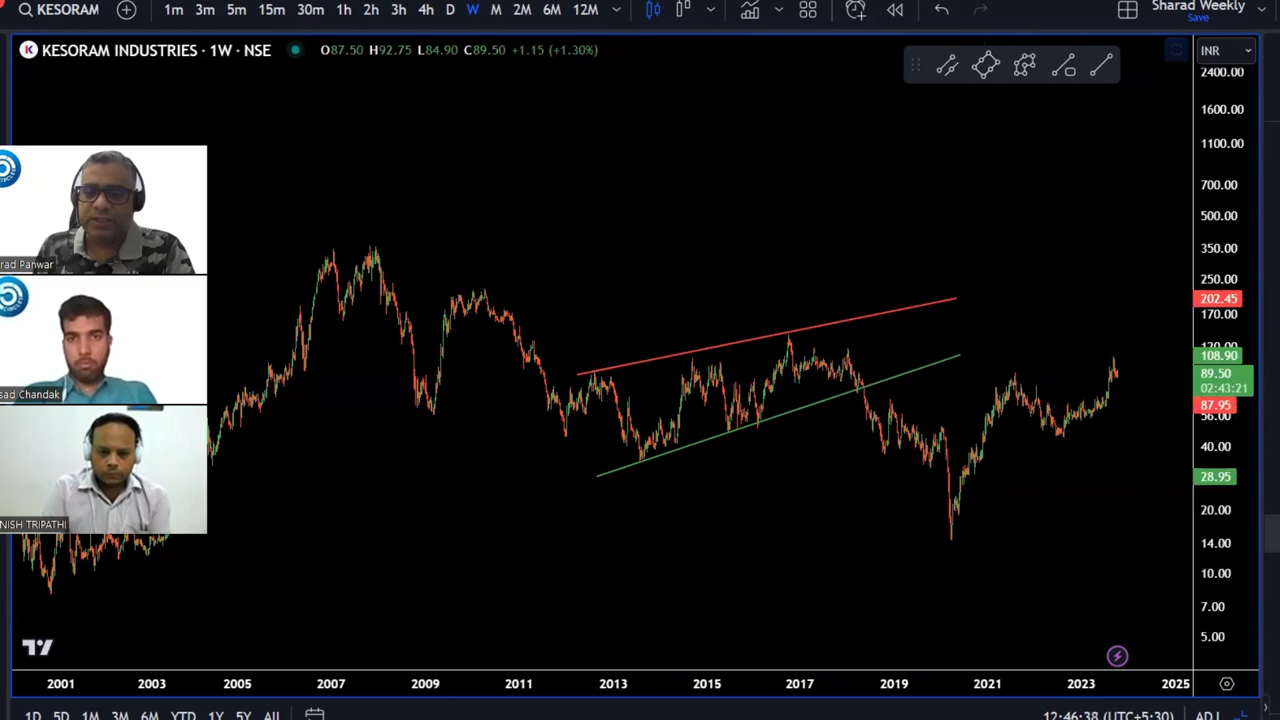 KESORAM 1m 3m 5m 15m 30m 1h 2h 3h 4h D W M 2M 6M 12M Sharad Weekly
Save
KESORAM INDUSTRIES · 1W · NSE O87.50 H92.75 L84.90 C89.50 +1.15 (+1.30%)
INR
2400.00
1600.00
1100.00
700.00
500.00
350.00
250.00
202.45
170.00
120.00
108.90
89.50
02:43:21
87.95
56.00
40.00
28.95
20.00
14.00
10.00
7.00
5.00
rad Panwar
sad Chandak
NISH TRIPATHI
2001 2003 2005 2007 2009 2011 2013 2015 2017 2019 2021 2023 2025
1D 5D 1M 3M 6M YTD 1Y 5Y All 12:46:38 (UTC+5:30) ADJ